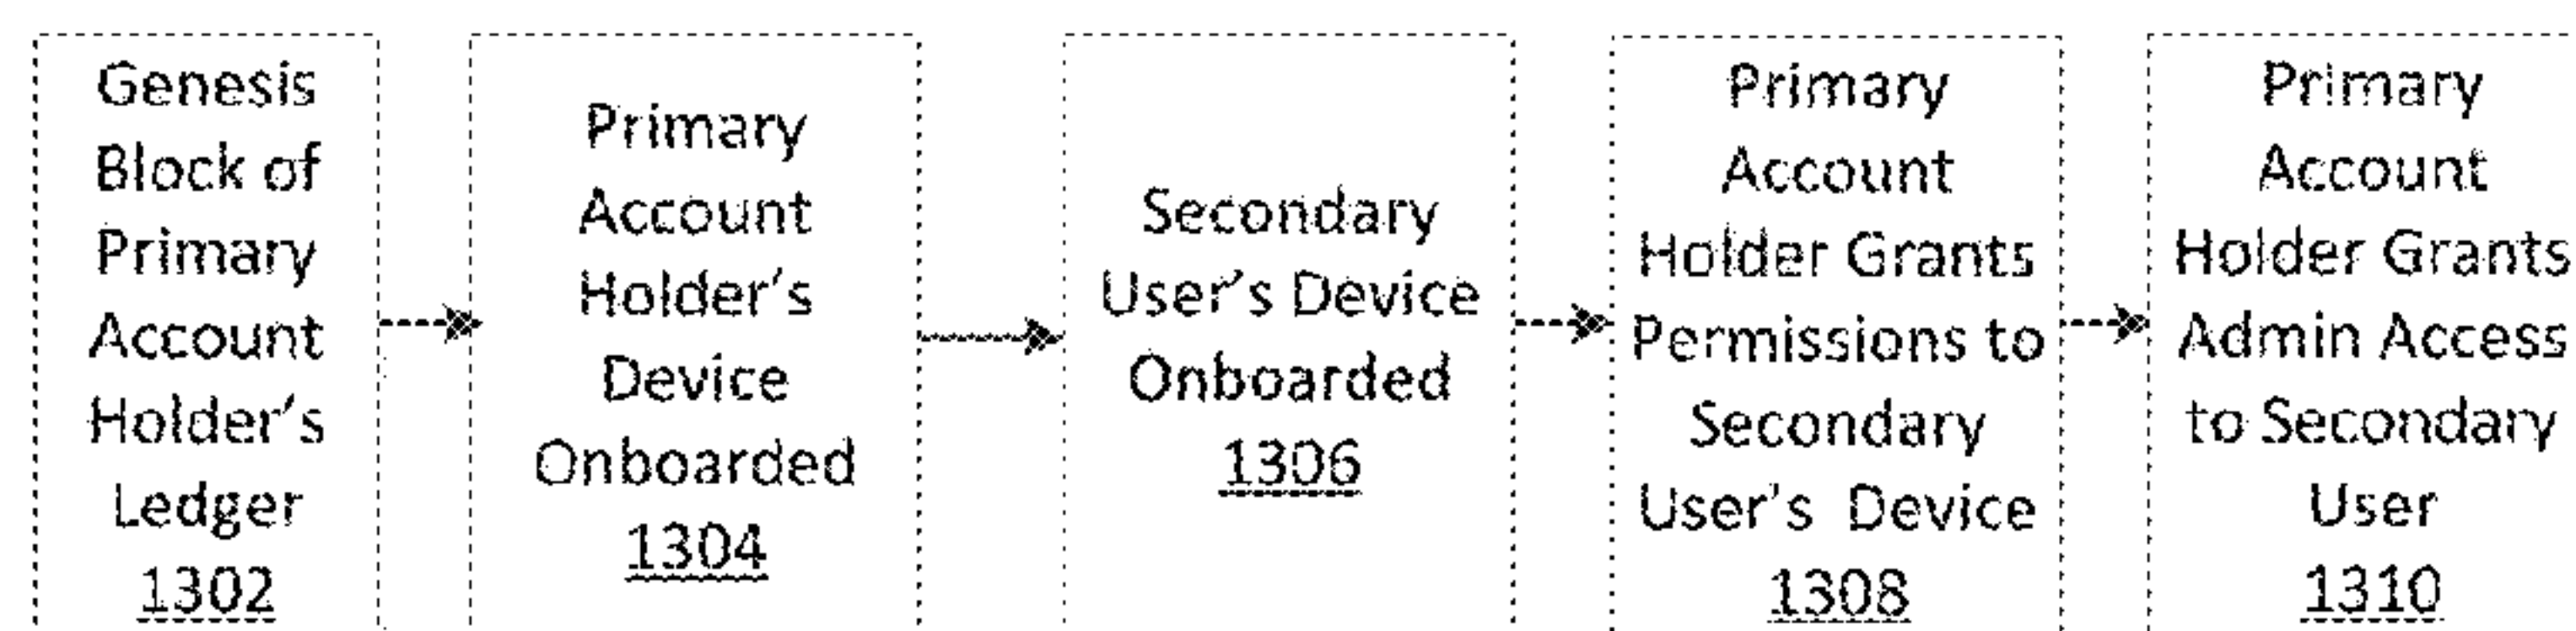 Genesis
Block of
Primary
Account
Holder's
Ledger
1302
Primary
Account
Holder's
Device
Onboarded
1304
Secondary
User's Device
Onboarded
1306
Primary
Account
Holder Grants
Permissions to
Secondary
User's Device
1308
Primary
Account
Holder Grants
Admin Access
to Secondary
User
1310